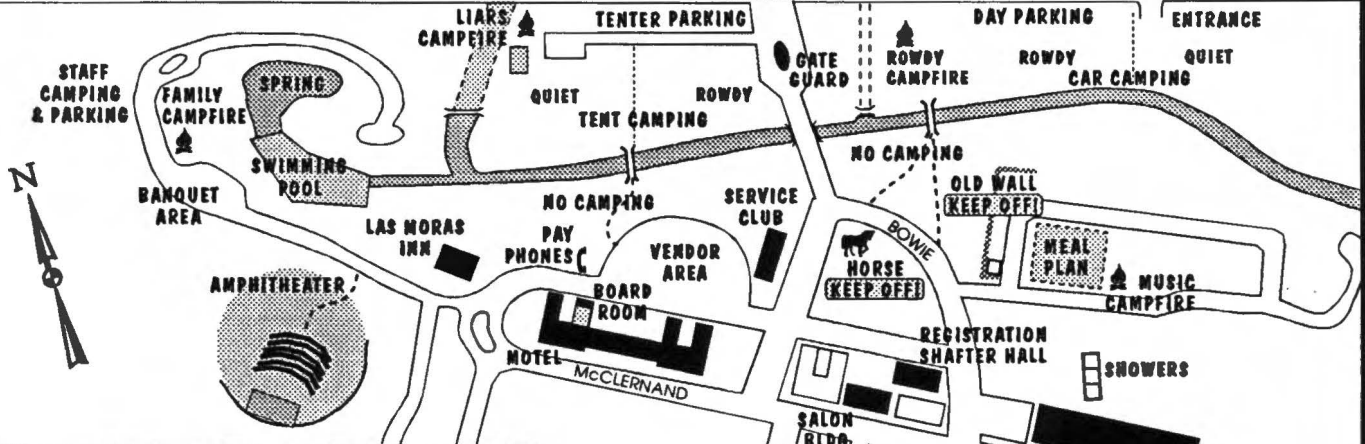 LIARS
CAMPFIRE
TENTER PARKING
DAY PARKING
ENTRANCE
STAFF
CAMPING
& PARKING
FAMILY
CAMPFIRE
SPRING
QUIET
ROWDY
TENT CAMPING
GATE
GUARD
ROWDY
CAMPFIRE
ROWDY
QUIET
CAR CAMPING
N
SWIMMING
POOL
BANQUET
AREA
NO CAMPING
NO CAMPING
LAS MORAS
INN
PAY
PHONES
VENDOR
AREA
SERVICE
CLUB
BOWIE
OLD WALL
KEEP OFF!
MEAL
PLAN
MUSIC
CAMPFIRE
HORSE
KEEP OFF!
AMPHITHEATER
BOARD
ROOM
MOTEL
McCLERNAND
REGISTRATION
SHAFTER HALL
SHOWERS
SALON
BLDG.